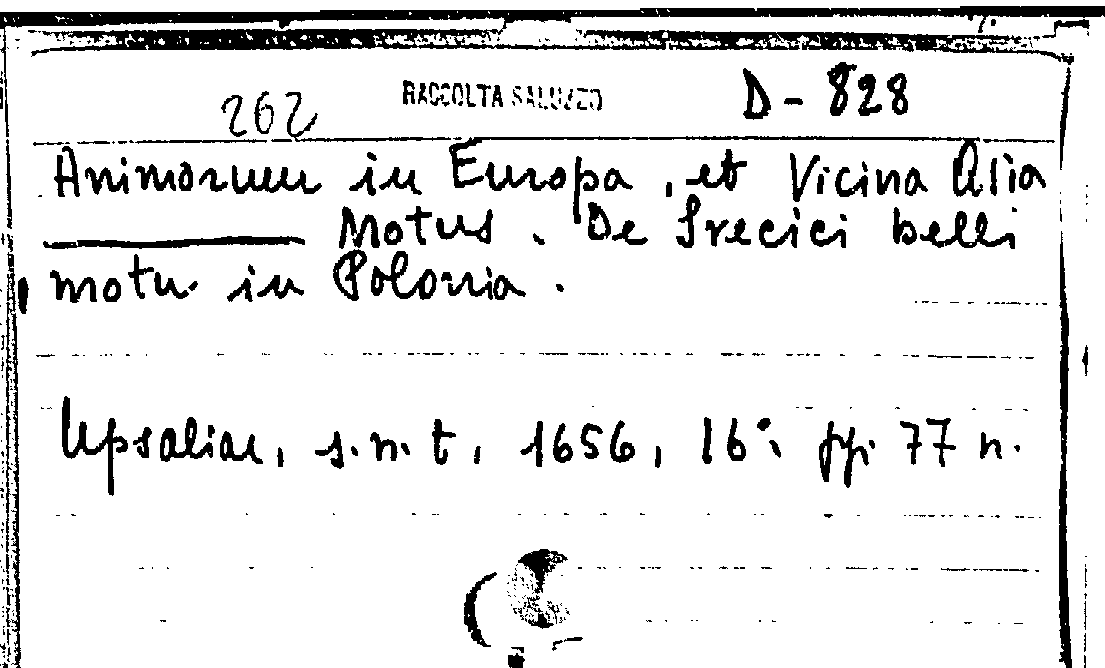 262 RACCOLTA SALUZZO D-828
Animorum in Europa, et Vicina Asia
Motus. De Svecici belli
motu in Polonia.
Upsaliae, s.n.t, 1656, 16° pp. 77 n.